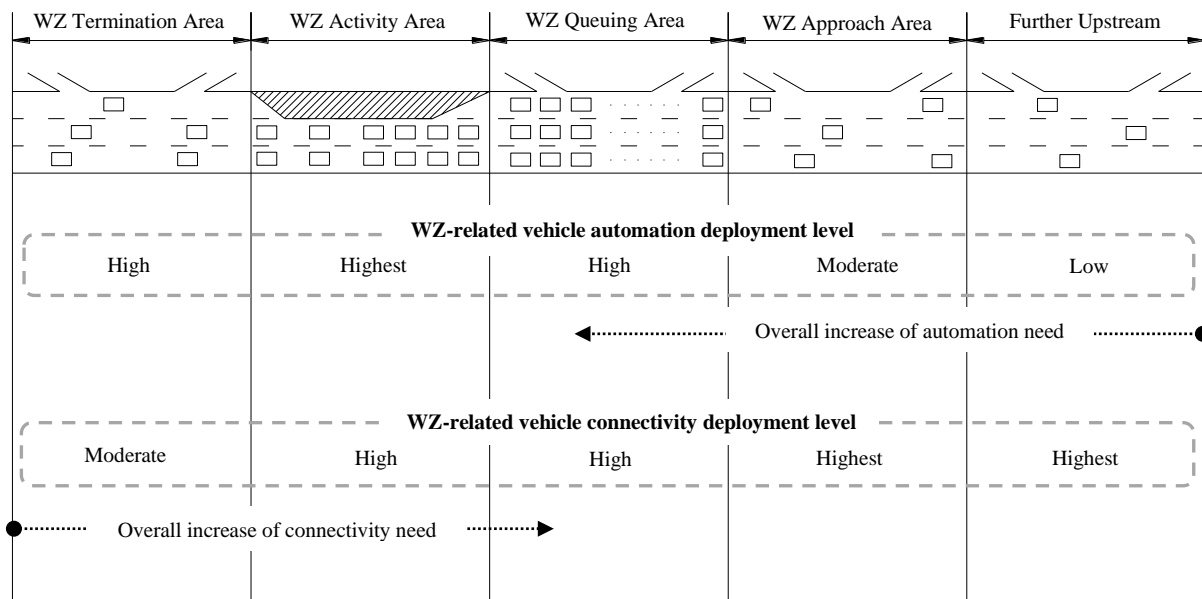 WZ Termination Area WZ Activity Area WZ Queuing Area WZ Approach Area Further Upstream
WZ-related vehicle automation deployment level
High Highest High Moderate Low
Overall increase of automation need
WZ-related vehicle connectivity deployment level
Moderate High High Highest Highest
Overall increase of connectivity need